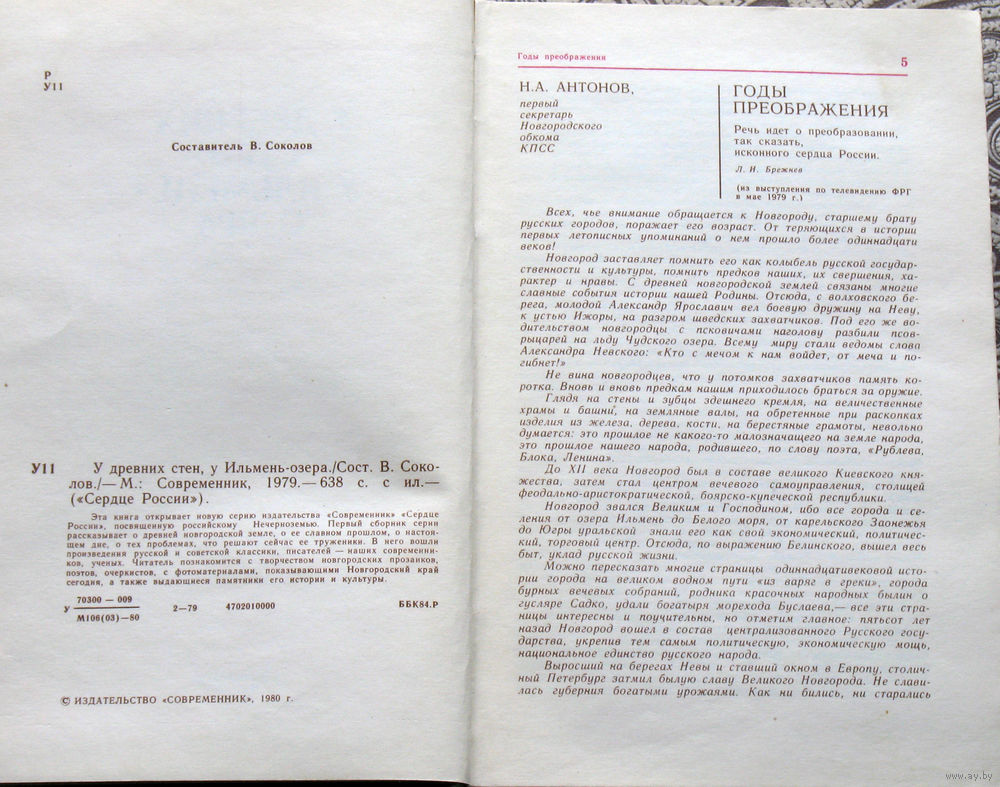 Р
У11
Составитель В. Соколов
У11
У древних стен, у Ильмень-озера./Сост. В. Соко-
лов./— М.: Современник, 1979.— 638 с. с ил.—
(«Сердце России»).
Эта книга открывает новую серию издательства «Современник» «Сердце
России», посвященную российскому Нечерноземью. Первый сборник серии
рассказывает о древней новгородской земле, о ее славном прошлом, о настоя-
щем дне, о тех проблемах, что решают сейчас ее труженики. В него вошли
произведения русской и советской классики, писателей — наших современни-
ков, ученых. Читатель познакомится с творчеством новгородских прозаиков,
поэтов, очеркистов, с фотоматериалами, показывающими Новгородский край
сегодня, а также выдающиеся памятники его истории и культуры.
70300 — 009
У 2—79 4702010000 ББК84.Р
М106(03)—80
© ИЗДАТЕЛЬСТВО «СОВРЕМЕННИК», 1980 г.
Годы преображения 5
Н.А. АНТОНОВ,
первый
секретарь
Новгородского
обкома
КПСС
ГОДЫ
ПРЕОБРАЖЕНИЯ
Речь идет о преобразовании,
так сказать,
исконного сердца России.
Л. И. Брежнев
(из выступления по телевидению ФРГ
в мае 1979 г.)
Всех, чье внимание обращается к Новгороду, старшему брату
русских городов, поражает его возраст. От теряющихся в истории
первых летописных упоминаний о нем прошло более одиннадцати
веков!
Новгород заставляет помнить его как колыбель русской государ-
ственности и культуры, помнить предков наших, их свершения, ха-
рактер и нравы. С древней новгородской землей связаны многие
славные события истории нашей Родины. Отсюда, с волховского бе-
рега, молодой Александр Ярославич вел боевую дружину на Неву,
к устью Ижоры, на разгром шведских захватчиков. Под его же во-
дительством новгородцы с псковичами наголову разбили псов-
рыцарей на льду Чудского озера. Всему миру стали ведомы слова
Александра Невского: «Кто с мечом к нам войдет, от меча и по-
гибнет!»
Не вина новгородцев, что у потомков захватчиков память ко-
ротка. Вновь и вновь предкам нашим приходилось браться за оружие.
Глядя на стены и зубцы здешнего кремля, на величественные
храмы и башни, на земляные валы, на обретенные при раскопках
изделия из железа, дерева, кости, на берестяные грамоты, невольно
думается: это прошлое не какого-то малозначащего на земле народа,
это прошлое нашего народа, родившего, по слову поэта, «Рублева,
Блока, Ленина».
До XII века Новгород был в составе великого Киевского кня-
жества, затем стал центром вечевого самоуправления, столицей
феодально-аристократической, боярско-купеческой республики.
Новгород звался Великим и Господином, ибо все города и се-
ления от озера Ильмень до Белого моря, от карельского Заонежья
до Югры уральской знали его как свой экономический, политичес-
кий, торговый центр. Отсюда, по выражению Белинского, вышел весь
быт, уклад русской жизни.
Можно пересказать многие страницы одиннадцативековой исто-
рии города на великом водном пути «из варяг в греки», города
бурных вечевых собраний, родника красочных народных былин о
гусляре Садко, удали богатыря морехода Буслаева,— все эти стра-
ницы интересны и поучительны, но отметим главное: пятьсот лет
назад Новгород вошел в состав централизованного Русского госу-
дарства, укрепив тем самым политическую, экономическую мощь,
национальное единство русского народа.
Выросший на берегах Невы и ставший окном в Европу, столич-
ный Петербург затмил былую славу Великого Новгорода. Не слави-
лась губерния богатыми урожаями. Как ни бились, ни старались
www.ay.by